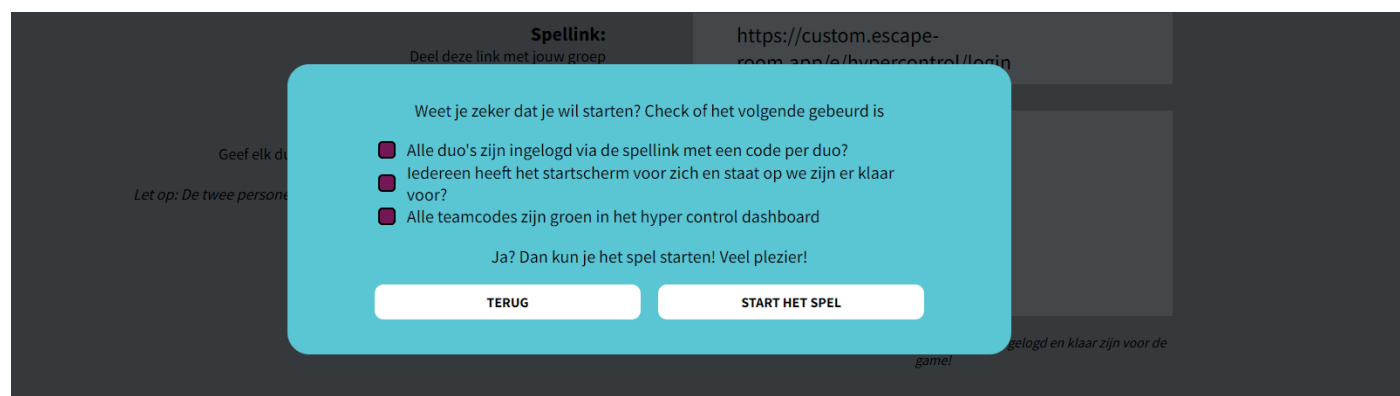 Spellink:
Deel deze link met jouw groep
https://custom.escape-
room.app/e/hypercontrol/login
Weet je zeker dat je wil starten? Check of het volgende gebeurd is
Geef elk du
Alle duo's zijn ingelogd via de spellink met een code per duo?
Iedereen heeft het startscherm voor zich en staat op we zijn er klaar
voor?
Let op: De twee persone
Alle teamcodes zijn groen in het hyper control dashboard
Ja? Dan kun je het spel starten! Veel plezier!
TERUG
START HET SPEL
gelogd en klaar zijn voor de
game!